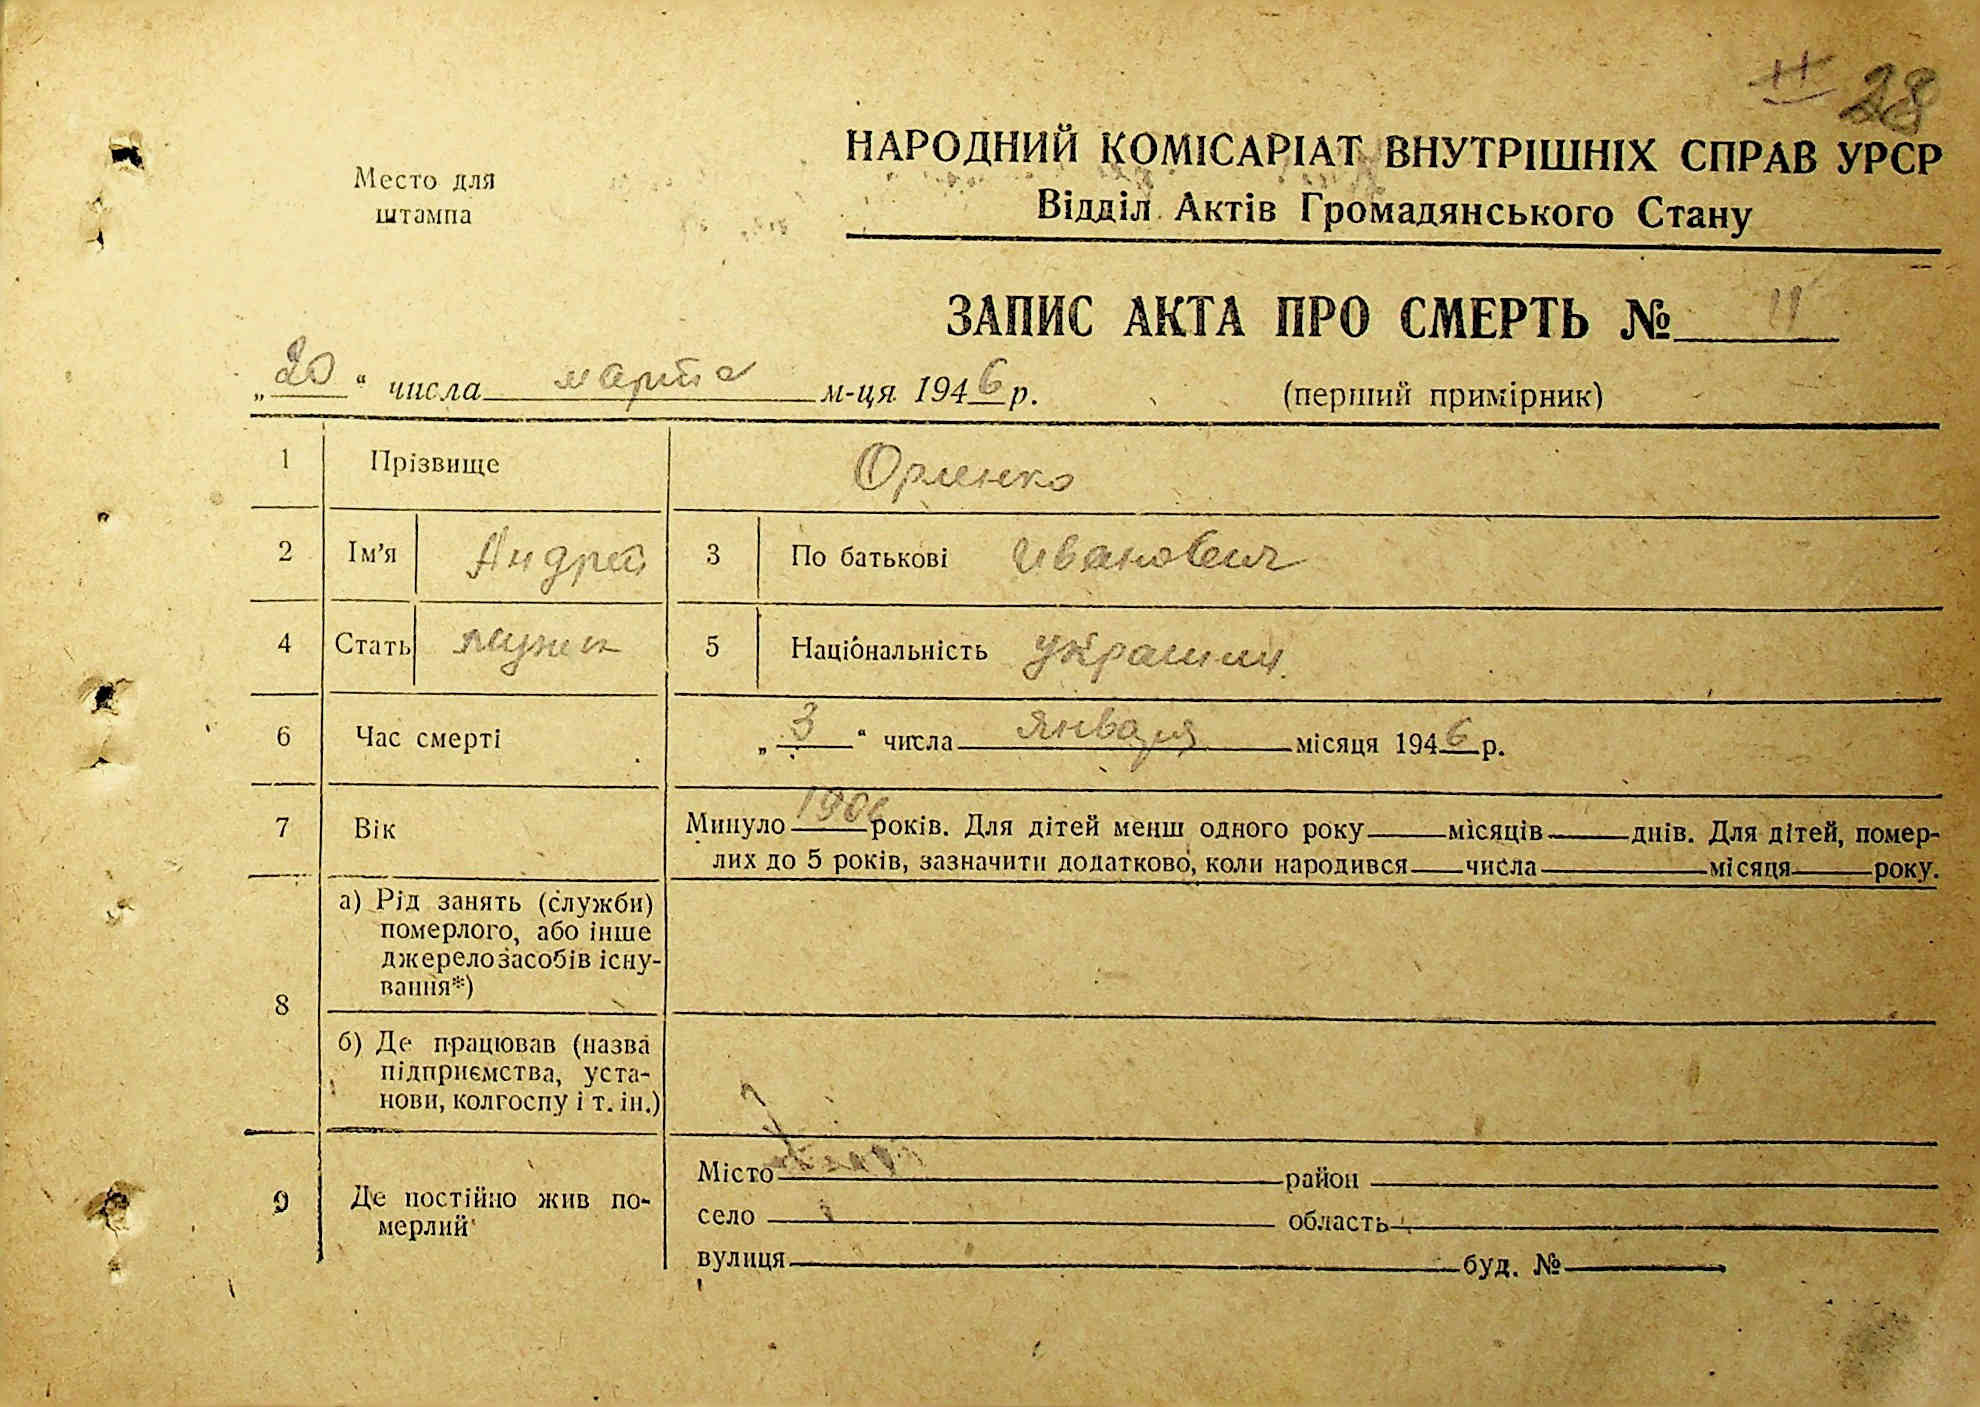 28
Место для
штампа
НАРОДНИЙ КОМІСАРІАТ ВНУТРІШНІХ СПРАВ УРСР
Відділ Актів Громадянського Стану
ЗАПИС АКТА ПРО СМЕРТЬ № 11
„20“ числа марта м-ця 1946 р.
(перший примірник)
1 Прізвище Орленко
2 Ім'я Андрей 3 По батькові Иванович
4 Стать мужск 5 Національність украинц.
6 Час смерті „3“ числа января місяця 1946 р.
7 Вік Минуло 1906 років. Для дітей менш одного року місяців днів. Для дітей, помер-
лих до 5 років, зазначити додатково, коли народився числа місяця року.
8 а) Рід занять (служби)
померлого, або інше
джерело засобів існу-
вання*)
б) Де працював (назва
підприємства, уста-
нови, колгоспу і т. ін.)
9 Де постійно жив по-
мерлий
Місто район
село область
вулиця буд. №